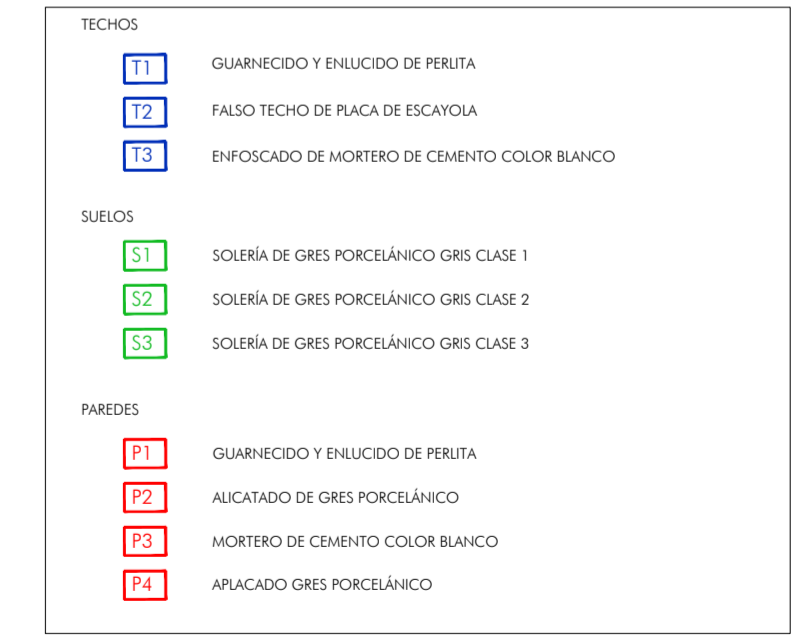 TECHOS
T1 GUARNECIDO Y ENLUCIDO DE PERLITA
T2 FALSO TECHO DE PLACA DE ESCAYOLA
T3 ENFOSCADO DE MORTERO DE CEMENTO COLOR BLANCO
SUELOS
S1 SOLERÍA DE GRES PORCELÁNICO GRIS CLASE 1
S2 SOLERÍA DE GRES PORCELÁNICO GRIS CLASE 2
S3 SOLERÍA DE GRES PORCELÁNICO GRIS CLASE 3
PAREDES
P1 GUARNECIDO Y ENLUCIDO DE PERLITA
P2 ALICATADO DE GRES PORCELÁNICO
P3 MORTERO DE CEMENTO COLOR BLANCO
P4 APLACADO GRES PORCELÁNICO